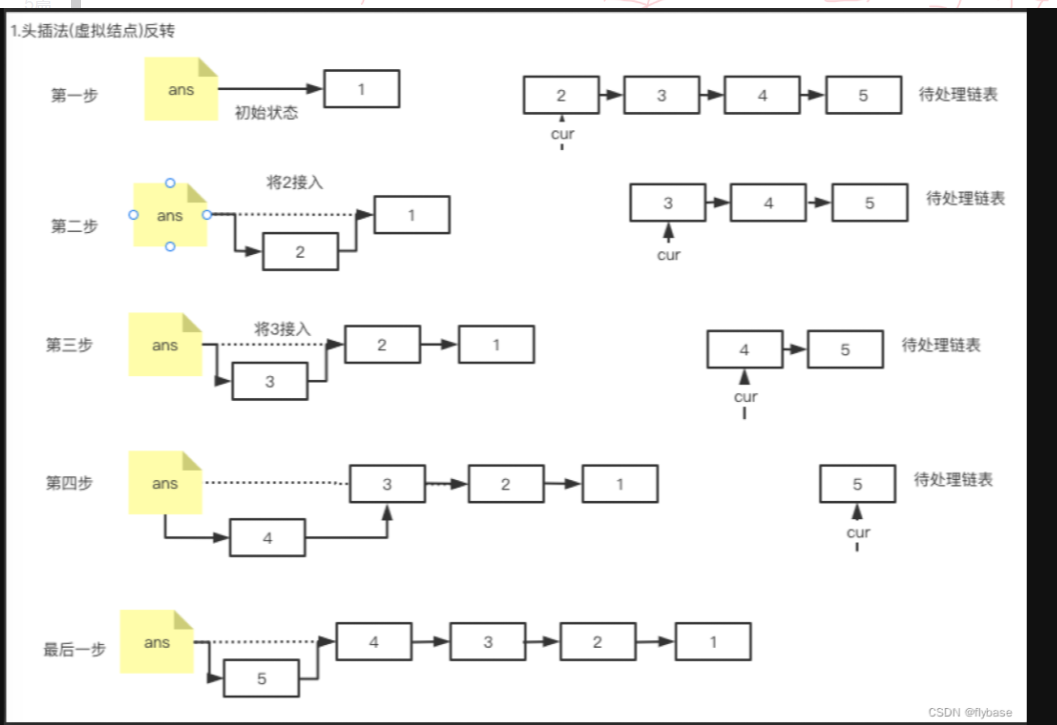 1.头插法(虚拟结点)反转
第一步 ans 初始状态 1 2 3 4 5 待处理链表
cur
将2接入
第二步 ans 2 1 3 4 5 待处理链表
cur
将3接入
第三步 ans 3 2 1 4 5 待处理链表
cur
第四步 ans 3 2 1 5 待处理链表
4 cur
最后一步 ans 4 3 2 1
5
CSDN @flybase